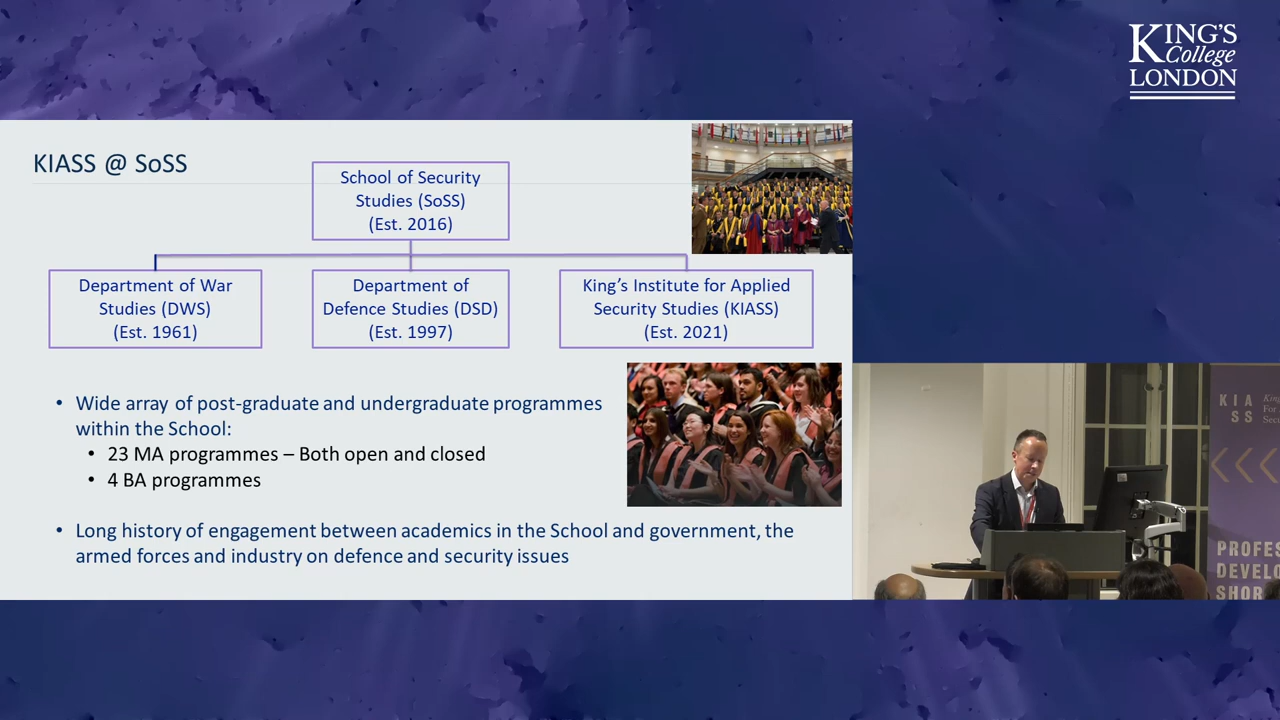 KING'S
College
LONDON
KIASS @ SoSS
School of Security
Studies (SoSS)
(Est. 2016)
Department of War
Studies (DWS)
(Est. 1961)
Department of
Defence Studies (DSD)
(Est. 1997)
King's Institute for Applied
Security Studies (KIASS)
(Est. 2021)
• Wide array of post-graduate and undergraduate programmes
within the School:
• 23 MA programmes – Both open and closed
• 4 BA programmes
• Long history of engagement between academics in the School and government, the
armed forces and industry on defence and security issues
KIA
SS
For
PROFES
DEVELO
SHOR